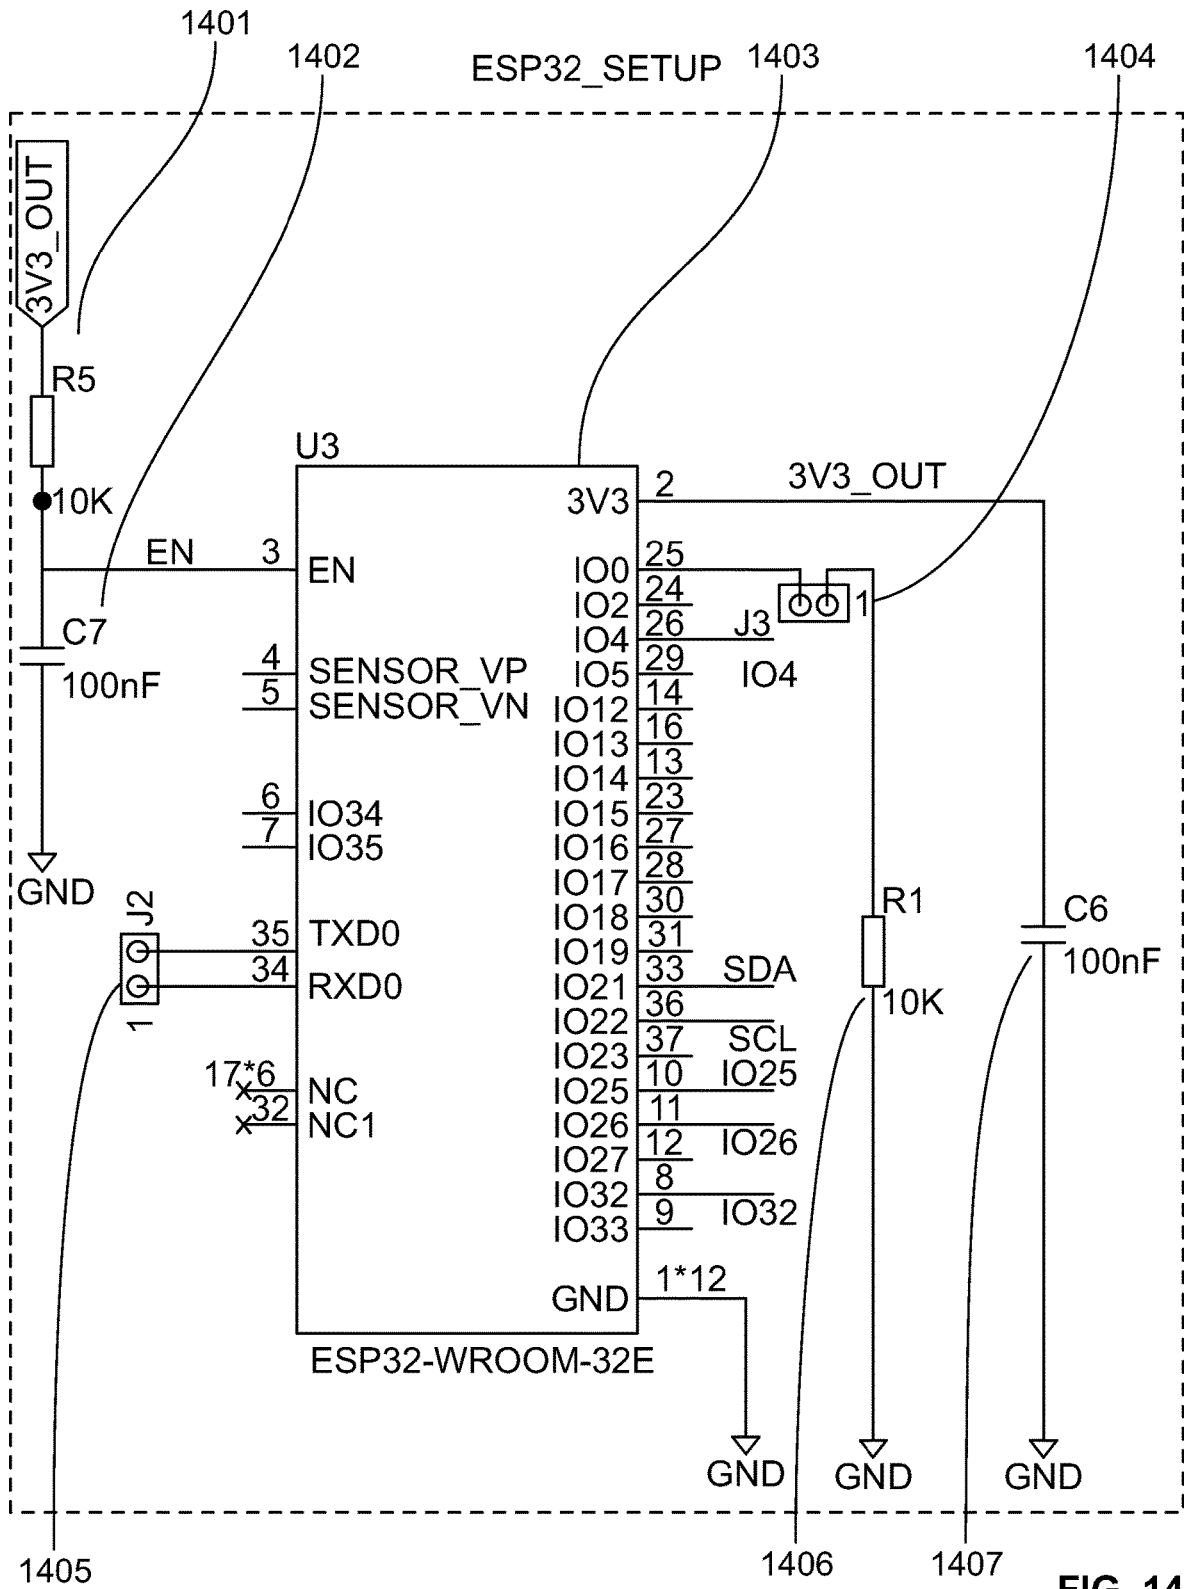 1401
1402
ESP32_SETUP
1403
1404
3V3_OUT
R5
10K
EN
C7
100nF
GND
U3
3V3
2
3V3_OUT
3
EN
IO0
25
IO2
24
IO4
26
J3
1
IO4
4
SENSOR_VP
IO5
29
5
SENSOR_VN
IO12
14
IO13
16
IO14
13
6
IO34
IO15
23
7
IO35
IO16
27
IO17
28
IO18
30
J2
1
35
TXD0
IO19
31
34
RXD0
IO21
33
SDA
IO22
36
SCL
IO23
37
17*6
NC
IO25
10
IO25
32
NC1
IO26
11
IO26
IO27
12
IO32
8
IO32
IO33
9
GND
1*12
ESP32-WROOM-32E
R1
10K
C6
100nF
GND
GND
GND
1405
1406
1407
FIG. 14